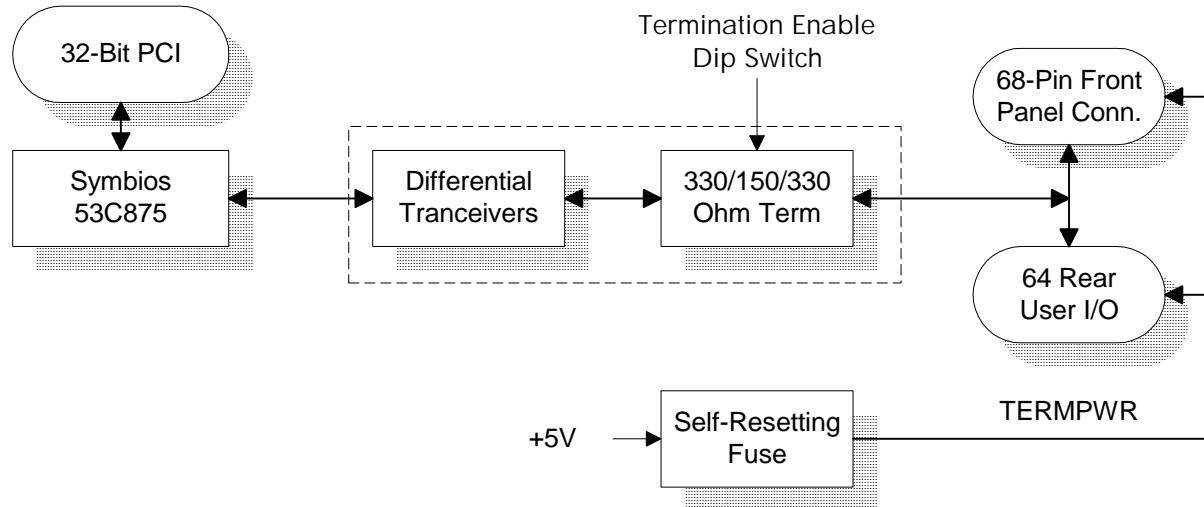 Termination Enable
Dip Switch
32-Bit PCI
68-Pin Front
Panel Conn.
Symbios
53C875
Differential
Tranceivers
330/150/330
Ohm Term
64 Rear
User I/O
+5V
Self-Resetting
Fuse
TERMPWR